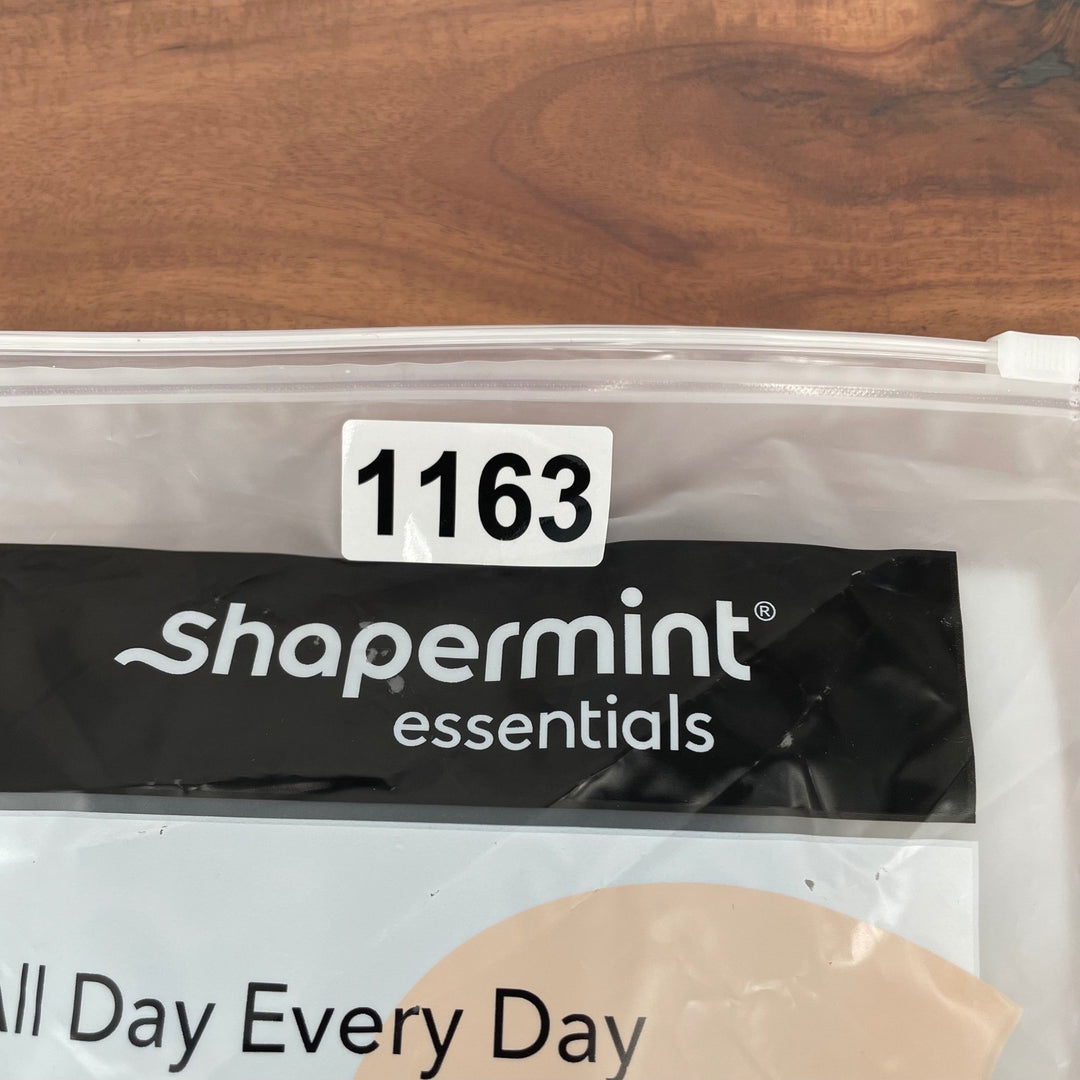 1163
shapermint®
essentials
All Day Every Day